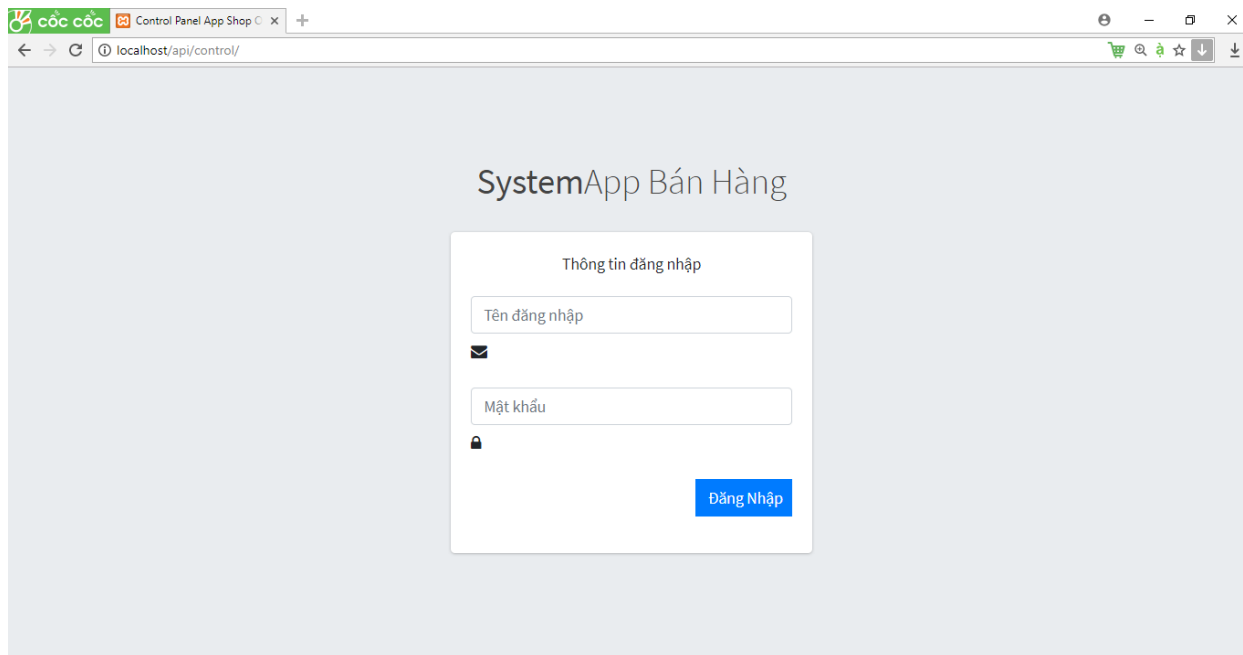 cốc cốc Control Panel App Shop
localhost/api/control/
à
SystemApp Bán Hàng
Thông tin đăng nhập
Tên đăng nhập
Mật khẩu
Đăng Nhập